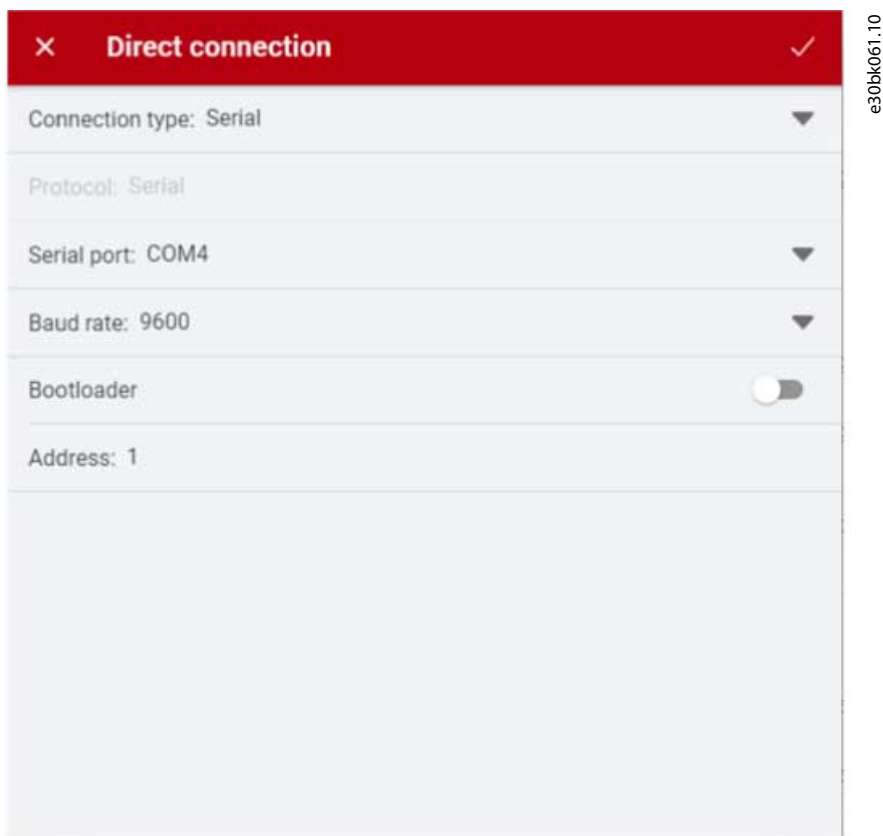 Direct connection
Connection type: Serial
Protocol: Serial
Serial port: COM4
Baud rate: 9600
Bootloader
Address: 1
e30bk061.10